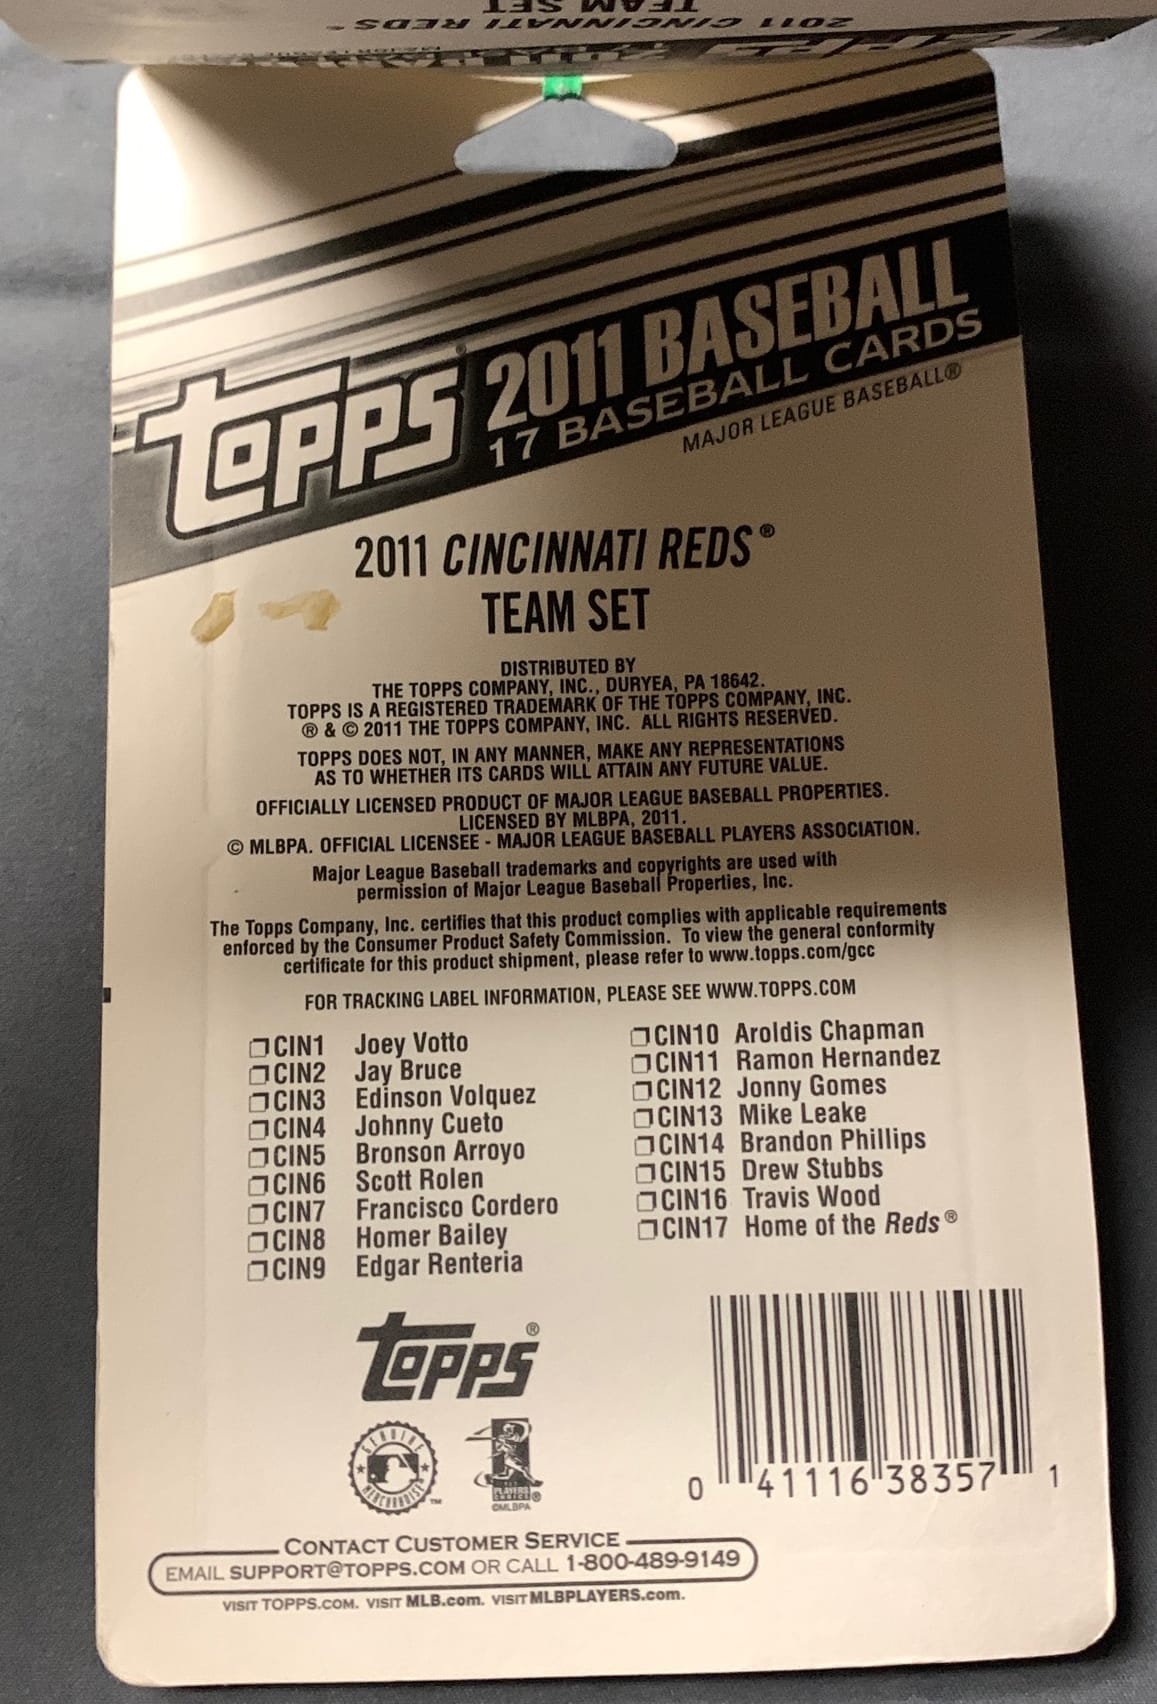 TEAM SET
2011 CINCINNATI REDS®
TOPPS® 2011 BASEBALL
17 BASEBALL CARDS
MAJOR LEAGUE BASEBALL®
2011 CINCINNATI REDS®
TEAM SET
DISTRIBUTED BY
THE TOPPS COMPANY, INC., DURYEA, PA 18642.
TOPPS IS A REGISTERED TRADEMARK OF THE TOPPS COMPANY, INC.
® & © 2011 THE TOPPS COMPANY, INC. ALL RIGHTS RESERVED.
TOPPS DOES NOT, IN ANY MANNER, MAKE ANY REPRESENTATIONS
AS TO WHETHER ITS CARDS WILL ATTAIN ANY FUTURE VALUE.
OFFICIALLY LICENSED PRODUCT OF MAJOR LEAGUE BASEBALL PROPERTIES.
LICENSED BY MLBPA, 2011.
© MLBPA. OFFICIAL LICENSEE - MAJOR LEAGUE BASEBALL PLAYERS ASSOCIATION.
Major League Baseball trademarks and copyrights are used with
permission of Major League Baseball Properties, Inc.
The Topps Company, Inc. certifies that this product complies with applicable requirements
enforced by the Consumer Product Safety Commission. To view the general conformity
certificate for this product shipment, please refer to www.topps.com/gcc
FOR TRACKING LABEL INFORMATION, PLEASE SEE WWW.TOPPS.COM
CIN1 Joey Votto
CIN2 Jay Bruce
CIN3 Edinson Volquez
CIN4 Johnny Cueto
CIN5 Bronson Arroyo
CIN6 Scott Rolen
CIN7 Francisco Cordero
CIN8 Homer Bailey
CIN9 Edgar Renteria
CIN10 Aroldis Chapman
CIN11 Ramon Hernandez
CIN12 Jonny Gomes
CIN13 Mike Leake
CIN14 Brandon Phillips
CIN15 Drew Stubbs
CIN16 Travis Wood
CIN17 Home of the Reds®
TOPPS®
GENUINE
MERCHANDISE™
PLAYERS
CHOICE®
©MLBPA
0 41116 38357 1
CONTACT CUSTOMER SERVICE
EMAIL SUPPORT@TOPPS.COM OR CALL 1-800-489-9149
VISIT TOPPS.COM. VISIT MLB.com. VISIT MLBPLAYERS.com.